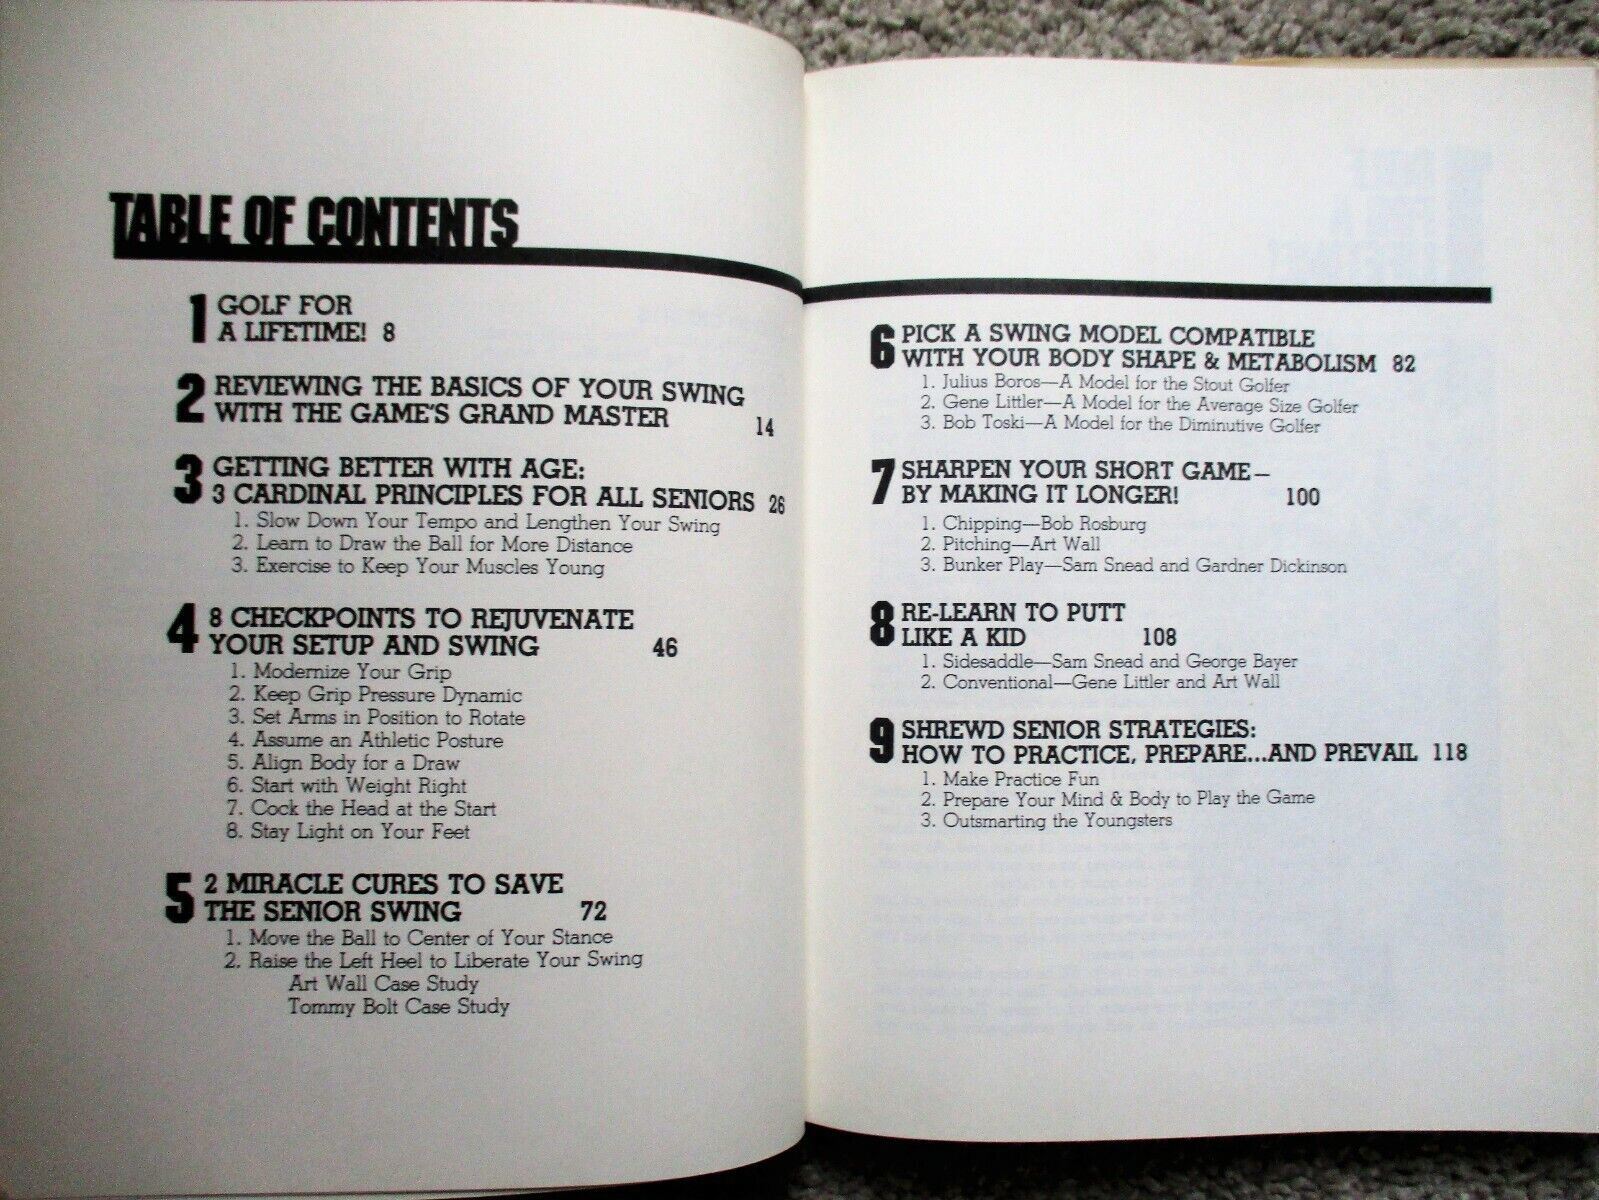 TABLE OF CONTENTS
1 GOLF FOR
A LIFETIME! 8
2 REVIEWING THE BASICS OF YOUR SWING
WITH THE GAME'S GRAND MASTER 14
3 GETTING BETTER WITH AGE:
3 CARDINAL PRINCIPLES FOR ALL SENIORS 26
1. Slow Down Your Tempo and Lengthen Your Swing
2. Learn to Draw the Ball for More Distance
3. Exercise to Keep Your Muscles Young
4 8 CHECKPOINTS TO REJUVENATE
YOUR SETUP AND SWING 46
1. Modernize Your Grip
2. Keep Grip Pressure Dynamic
3. Set Arms in Position to Rotate
4. Assume an Athletic Posture
5. Align Body for a Draw
6. Start with Weight Right
7. Cock the Head at the Start
8. Stay Light on Your Feet
5 2 MIRACLE CURES TO SAVE
THE SENIOR SWING 72
1. Move the Ball to Center of Your Stance
2. Raise the Left Heel to Liberate Your Swing
Art Wall Case Study
Tommy Bolt Case Study
6 PICK A SWING MODEL COMPATIBLE
WITH YOUR BODY SHAPE & METABOLISM 82
1. Julius Boros—A Model for the Stout Golfer
2. Gene Littler—A Model for the Average Size Golfer
3. Bob Toski—A Model for the Diminutive Golfer
7 SHARPEN YOUR SHORT GAME—
BY MAKING IT LONGER! 100
1. Chipping—Bob Rosburg
2. Pitching—Art Wall
3. Bunker Play—Sam Snead and Gardner Dickinson
8 RE-LEARN TO PUTT
LIKE A KID 108
1. Sidesaddle—Sam Snead and George Bayer
2. Conventional—Gene Littler and Art Wall
9 SHREWD SENIOR STRATEGIES:
HOW TO PRACTICE, PREPARE...AND PREVAIL 118
1. Make Practice Fun
2. Prepare Your Mind & Body to Play the Game
3. Outsmarting the Youngsters